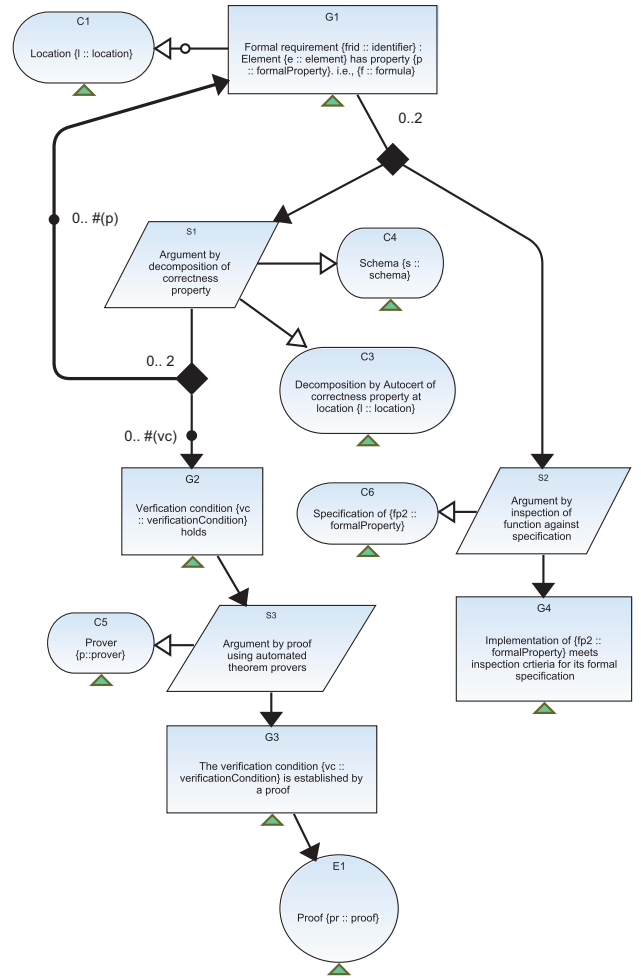 C1
Location {l :: location}
G1
Formal requirement {frid :: identifier} :
Element {e :: element} has property {p
:: formalProperty}. i.e., {f :: formula}
0..2
0.. #(p)
S1
Argument by
decomposition of
correctness
property
C4
Schema {s ::
schema}
C3
Decomposition by Autocert of
correctness property at
location {l :: location}
0.. 2
0.. #(vc)
G2
Verfication condition {vc
:: verificationCondition}
holds
C6
Specification of {fp2 ::
formalProperty}
S2
Argument by
inspection of
function against
specification
C5
Prover
{p::prover}
S3
Argument by proof
using automated
theorem provers
G4
Implementation of {fp2 ::
formalProperty} meets
inspection crtieria for its formal
specification
G3
The verification condition {vc ::
verificationCondition} is established by
a proof
E1
Proof {pr :: proof}